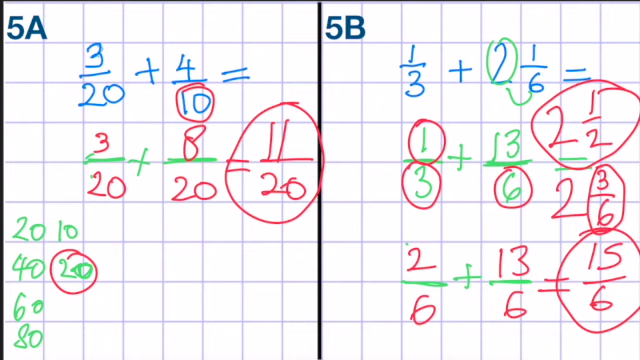 5A
3/20 + 4/10 =
3/20 + 8/20 = 11/20
20 10
40 20
60
80
5B
1/3 + 2 1/6 =
2 1/2
1/3 + 13/6 =
2 3/6
2/6 + 13/6 = 15/6